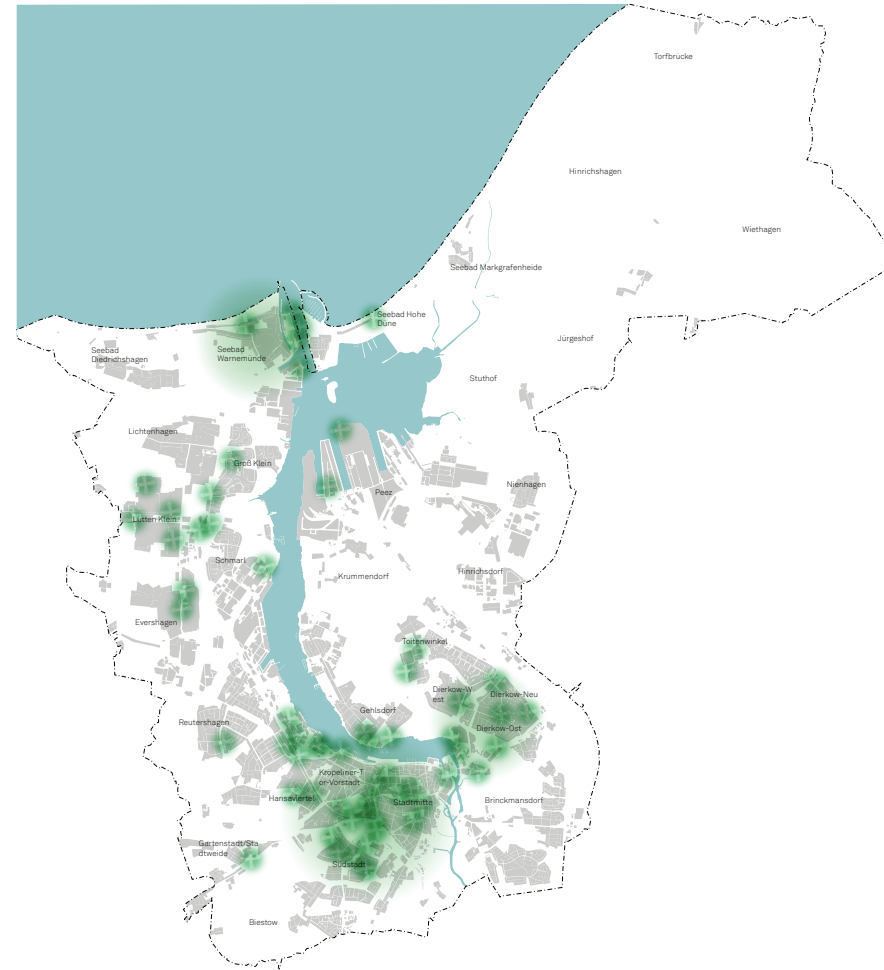 Torfbrücke
Hinrichshagen
Wiethagen
Seebad Markgrafenheide
Seebad Hohe
Düne
Jürgeshof
Seebad
Diedrichshagen
Seebad
Warnemünde
Stuthof
Lichtenhagen
Groß Klein
Nienhagen
Peez
Lütten Klein
Schmarl
Hinrichsdorf
Krummendorf
Evershagen
Toitenwinkel
Dierkow-W
est
Dierkow-Neu
Gehlsdorf
Reutershagen
Dierkow-Ost
Kröpeliner-T
or-Vorstadt
Hansaviertel
Stadtmitte
Brinckmansdorf
Gartenstadt/Sta
dtweide
Südstadt
Biestow